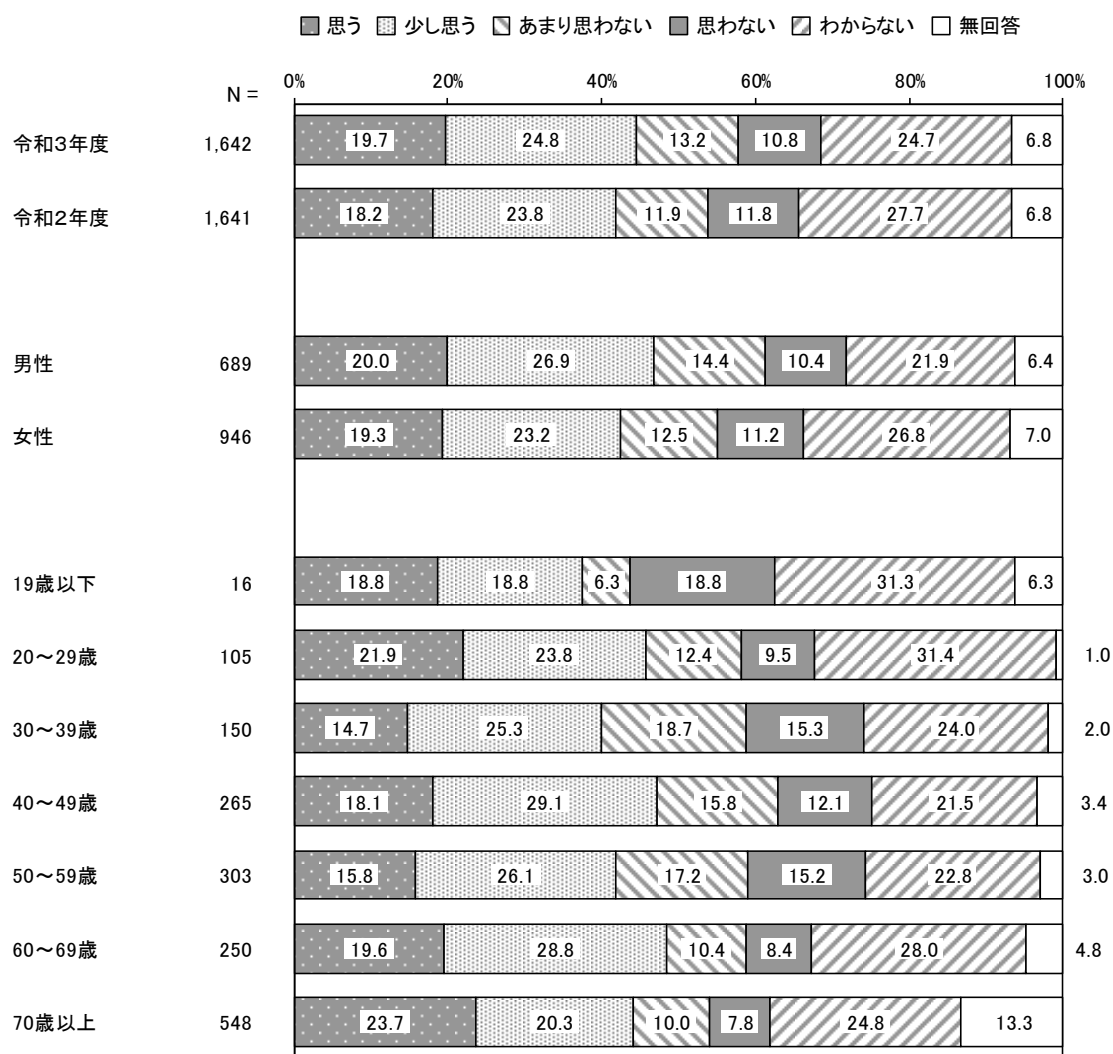 思う 少し思う あまり思わない 思わない わからない 無回答
N = 0% 20% 40% 60% 80% 100%
令和3年度 1,642 19.7 24.8 13.2 10.8 24.7 6.8
令和2年度 1,641 18.2 23.8 11.9 11.8 27.7 6.8
男性 689 20.0 26.9 14.4 10.4 21.9 6.4
女性 946 19.3 23.2 12.5 11.2 26.8 7.0
19歳以下 16 18.8 18.8 6.3 18.8 31.3 6.3
20～29歳 105 21.9 23.8 12.4 9.5 31.4 1.0
30～39歳 150 14.7 25.3 18.7 15.3 24.0 2.0
40～49歳 265 18.1 29.1 15.8 12.1 21.5 3.4
50～59歳 303 15.8 26.1 17.2 15.2 22.8 3.0
60～69歳 250 19.6 28.8 10.4 8.4 28.0 4.8
70歳以上 548 23.7 20.3 10.0 7.8 24.8 13.3